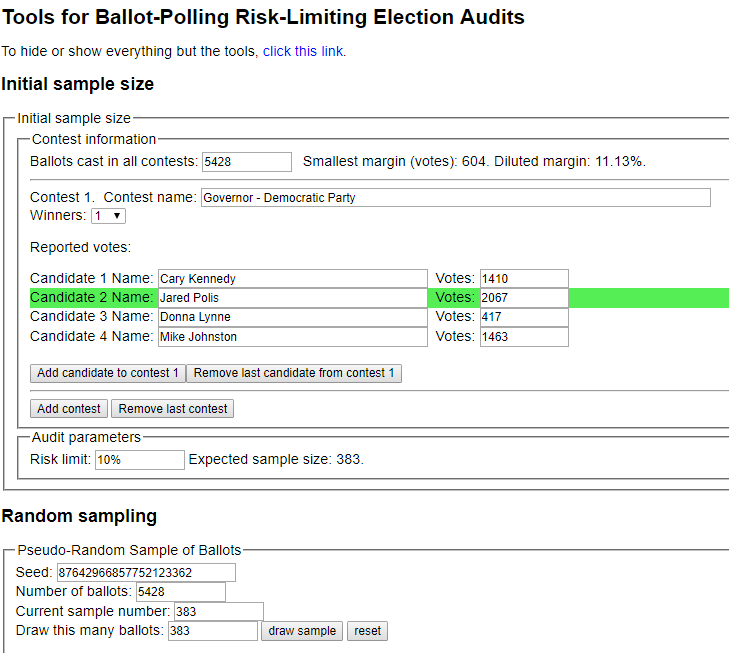 Tools for Ballot-Polling Risk-Limiting Election Audits
To hide or show everything but the tools, click this link.
Initial sample size
Initial sample size
Contest information
Ballots cast in all contests: 5428 Smallest margin (votes): 604. Diluted margin: 11.13%.
Contest 1. Contest name: Governor - Democratic Party
Winners: 1
Reported votes:
Candidate 1 Name: Cary Kennedy Votes: 1410
Candidate 2 Name: Jared Polis Votes: 2067
Candidate 3 Name: Donna Lynne Votes: 417
Candidate 4 Name: Mike Johnston Votes: 1463
Add candidate to contest 1 Remove last candidate from contest 1
Add contest Remove last contest
Audit parameters
Risk limit: 10% Expected sample size: 383.
Random sampling
Pseudo-Random Sample of Ballots
Seed: 87642966857752123362
Number of ballots: 5428
Current sample number: 383
Draw this many ballots: 383 draw sample reset